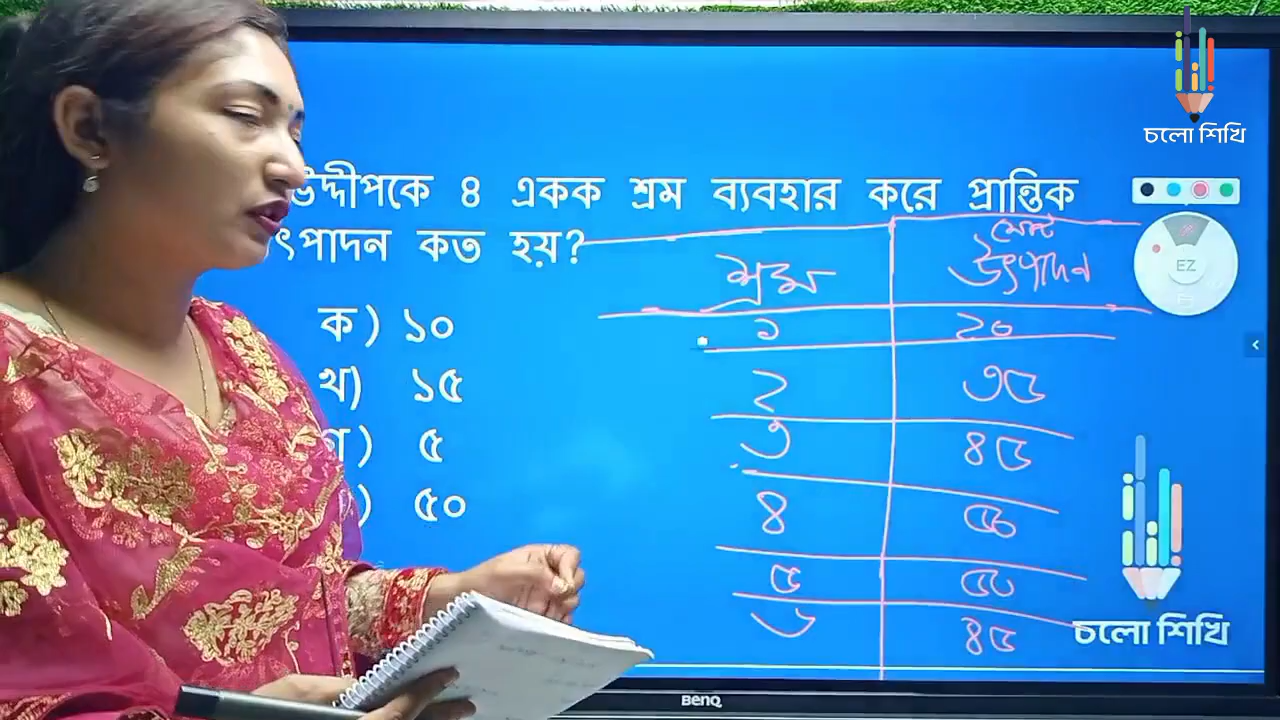 উদ্দীপকে ৪ একক শ্রম ব্যবহার করে প্রান্তিক
ৎপাদন কত হয়?
ক) ১০
খ) ১৫
গ) ৫
) ৫০
শ্রম মোট উৎপাদন
১ ২০
২ ৩৫
৩ ৪৫
৪ ৫০
৫ ৫০
৬ ৪৫
EZ
চলো শিখি
চলো শিখি
BenQ